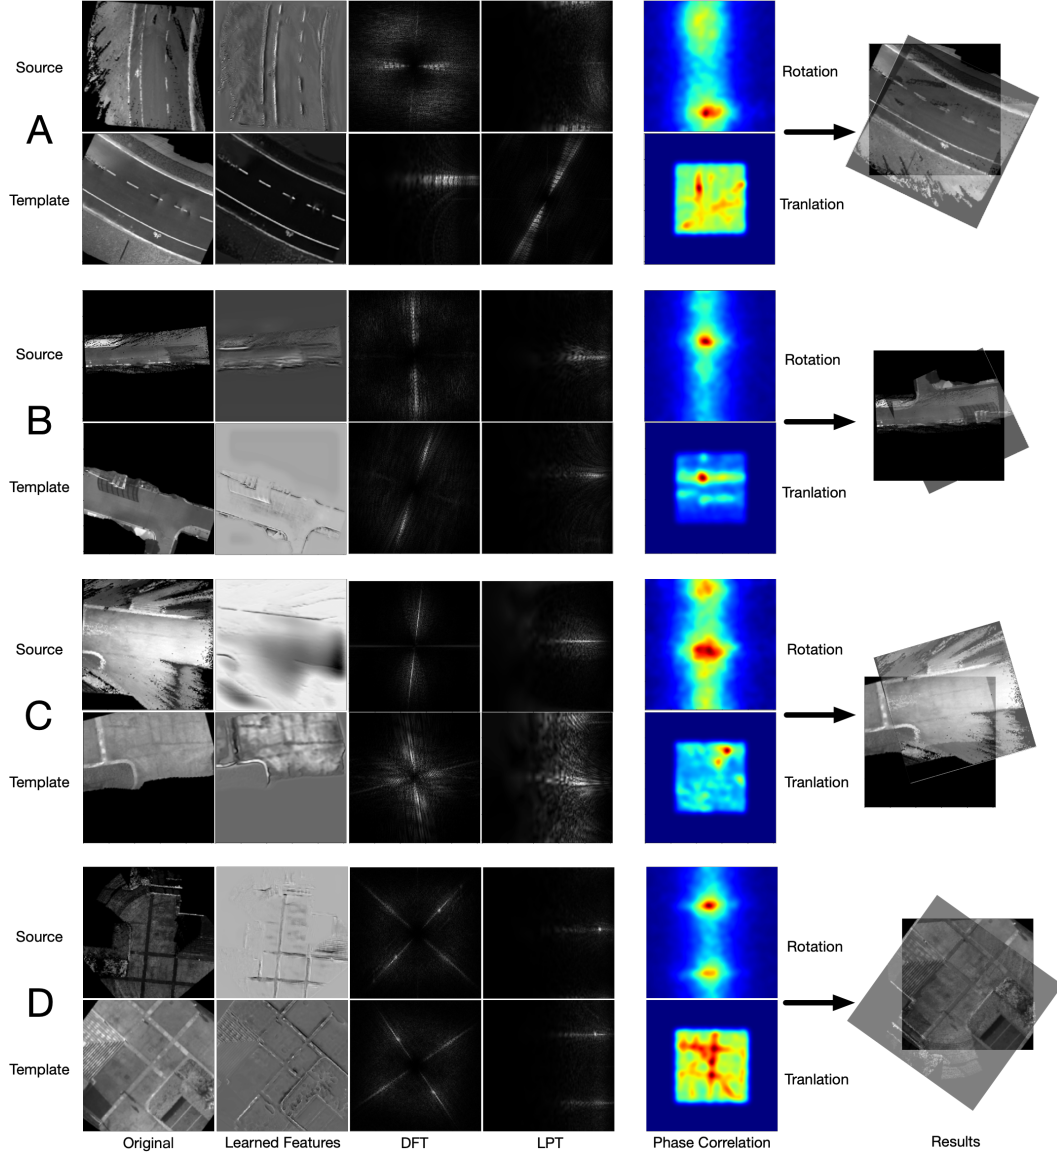 Source
Rotation
A
Template
Tranlation
Source
Rotation
B
Template
Tranlation
Source
Rotation
C
Template
Tranlation
Source
Rotation
D
Template
Tranlation
Original Learned Features DFT LPT Phase Correlation Results